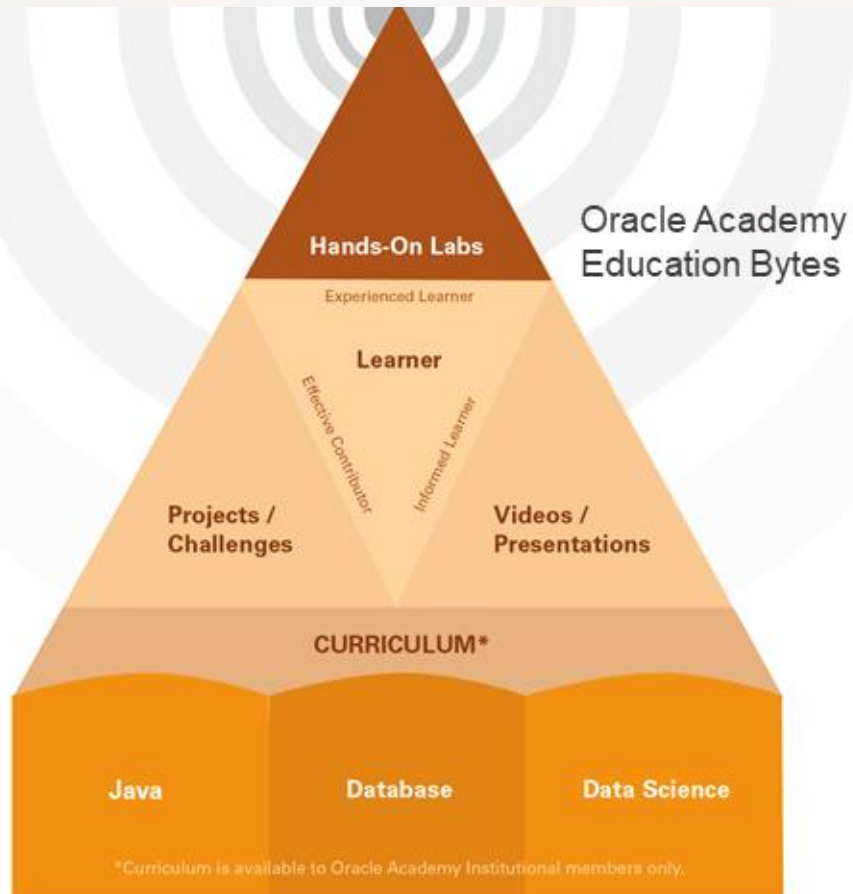 Oracle Academy
Education Bytes
Hands-On Labs
Experienced Learner
Learner
Effective Contributor
Informed Learner
Projects /
Challenges
Videos /
Presentations
CURRICULUM*
Java
Database
Data Science
*Curriculum is available to Oracle Academy Institutional members only.